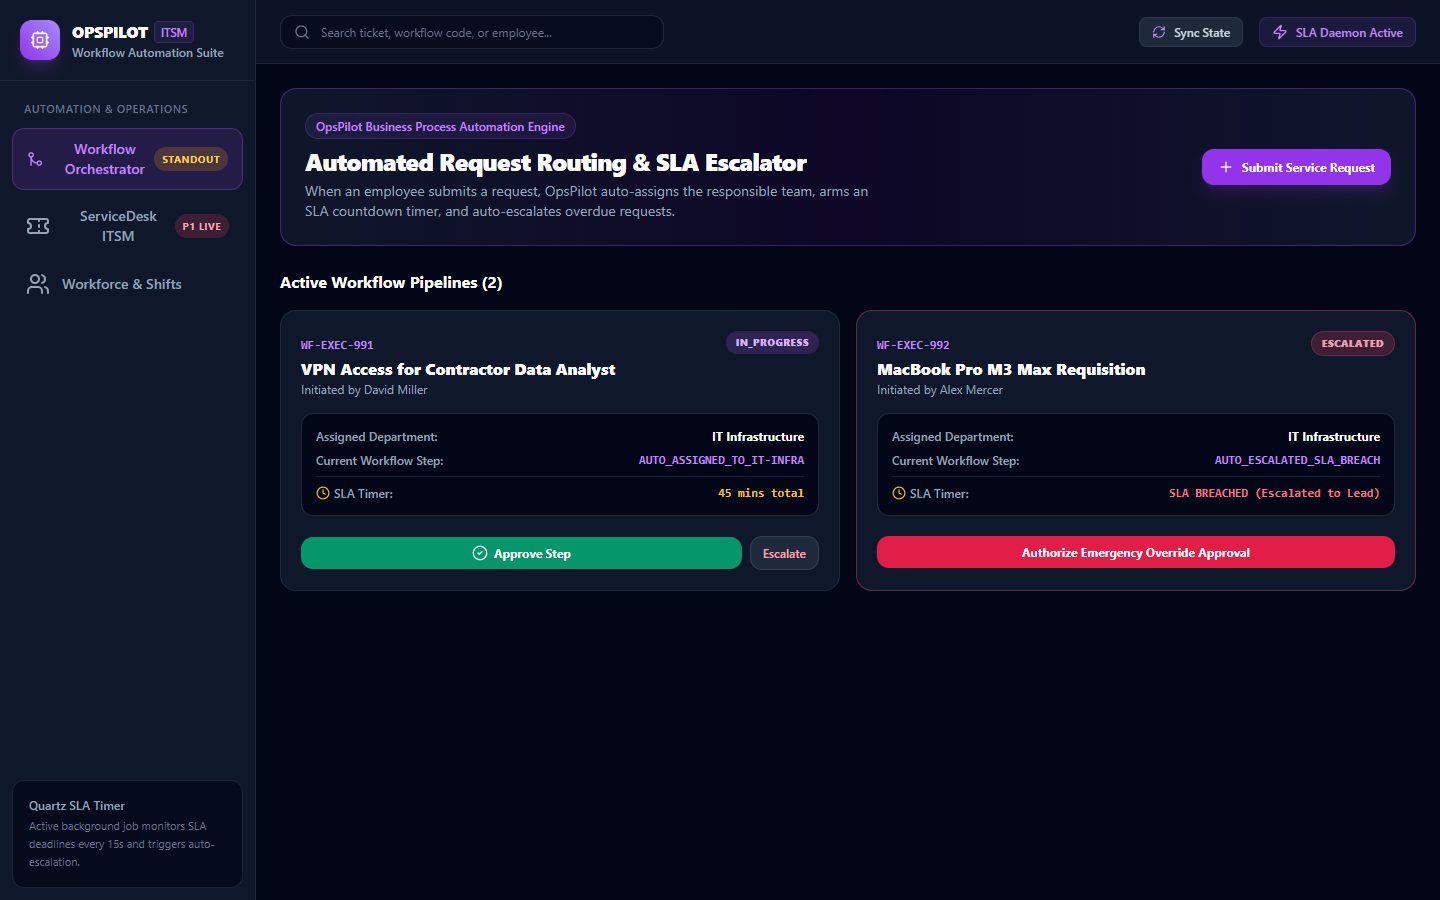 OPSPILOT ITSM
Workflow Automation Suite
Search ticket, workflow code, or employee...
Sync State
SLA Daemon Active
AUTOMATION & OPERATIONS
Workflow
Orchestrator
STANDOUT
ServiceDesk
ITSM
P1 LIVE
Workforce & Shifts
OpsPilot Business Process Automation Engine
Automated Request Routing & SLA Escalator
When an employee submits a request, OpsPilot auto-assigns the responsible team, arms an
SLA countdown timer, and auto-escalates overdue requests.
Submit Service Request
Active Workflow Pipelines (2)
WF-EXEC-991
IN_PROGRESS
VPN Access for Contractor Data Analyst
Initiated by David Miller
Assigned Department: IT Infrastructure
Current Workflow Step: AUTO_ASSIGNED_TO_IT-INFRA
SLA Timer: 45 mins total
Approve Step
Escalate
WF-EXEC-992
ESCALATED
MacBook Pro M3 Max Requisition
Initiated by Alex Mercer
Assigned Department: IT Infrastructure
Current Workflow Step: AUTO_ESCALATED_SLA_BREACH
SLA Timer: SLA BREACHED (Escalated to Lead)
Authorize Emergency Override Approval
Quartz SLA Timer
Active background job monitors SLA
deadlines every 15s and triggers auto-
escalation.